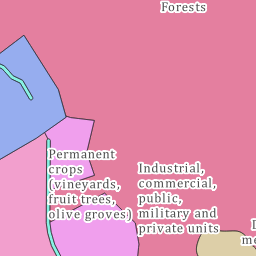 Forests
Permanent
crops
(vineyards,
fruit trees,
olive groves)
Industrial,
commercial,
public,
military and
private units